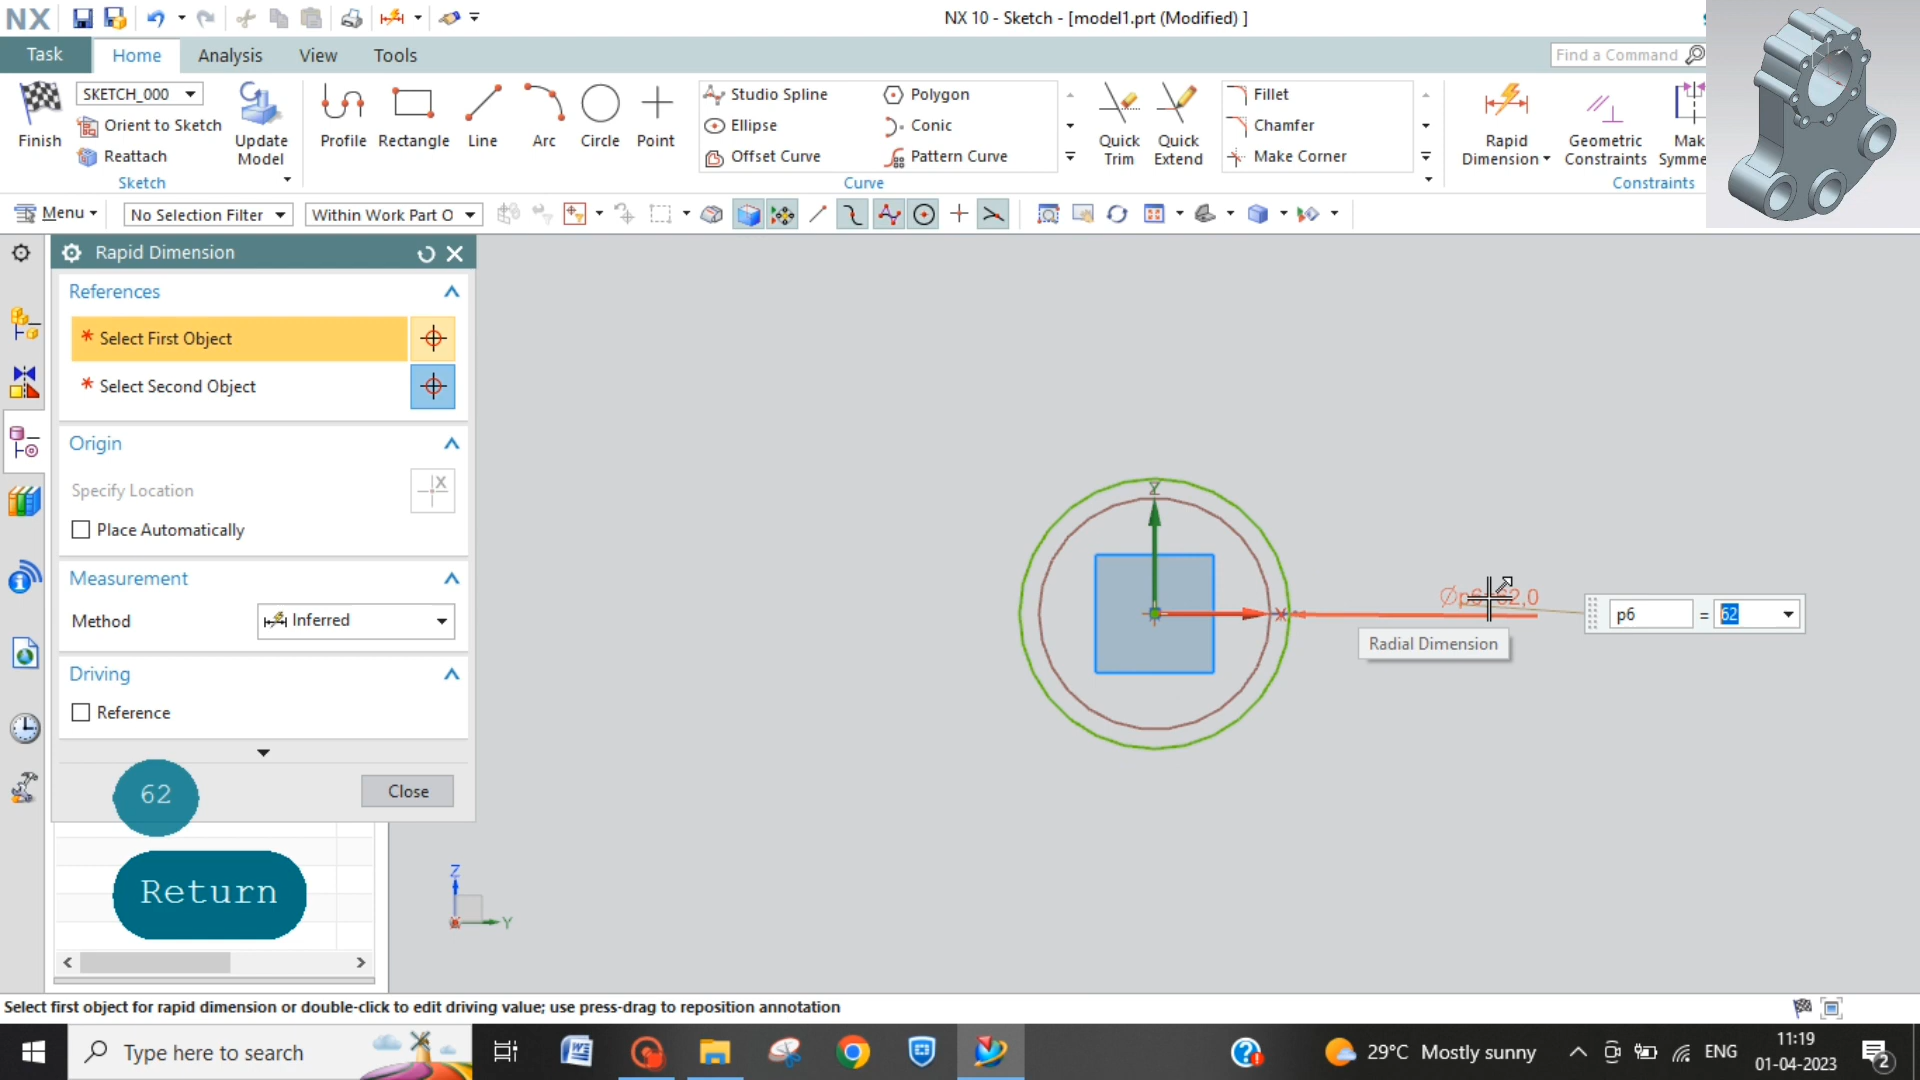 NX
NX 10 - Sketch - [model1.prt (Modified) ]
Task
Home
Analysis
View
Tools
Find a Command
Finish
SKETCH_000
Orient to Sketch
Reattach
Update Model
Sketch
Profile
Rectangle
Line
Arc
Circle
Point
Studio Spline
Ellipse
Offset Curve
Polygon
Conic
Pattern Curve
Curve
Quick Trim
Quick Extend
Fillet
Chamfer
Make Corner
Rapid Dimension
Geometric Constraints
Constraints
Menu
No Selection Filter
Within Work Part O
Rapid Dimension
References
* Select First Object
* Select Second Object
Origin
Specify Location
Place Automatically
Measurement
Method
Inferred
Driving
Reference
Close
62
Return
Z
Y
X
Radial Dimension
p6
=
62
Select first object for rapid dimension or double-click to edit driving value; use press-drag to reposition annotation
Type here to search
29°C Mostly sunny
ENG
11:19
01-04-2023
2